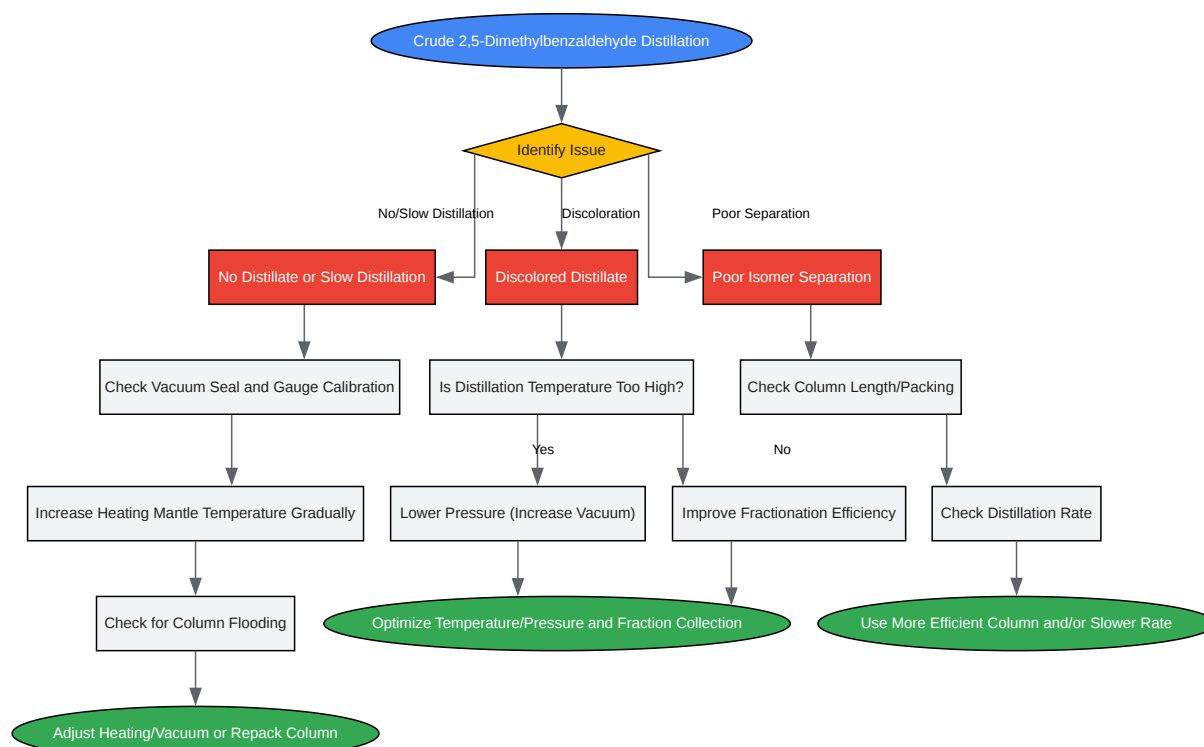 Crude 2,5-Dimethylbenzaldehyde Distillation
Identify Issue
No/Slow Distillation
Discoloration
Poor Separation
No Distillate or Slow Distillation
Discolored Distillate
Poor Isomer Separation
Check Vacuum Seal and Gauge Calibration
Is Distillation Temperature Too High?
Check Column Length/Packing
Yes
No
Increase Heating Mantle Temperature Gradually
Lower Pressure (Increase Vacuum)
Improve Fractionation Efficiency
Check Distillation Rate
Check for Column Flooding
Optimize Temperature/Pressure and Fraction Collection
Use More Efficient Column and/or Slower Rate
Adjust Heating/Vacuum or Repack Column